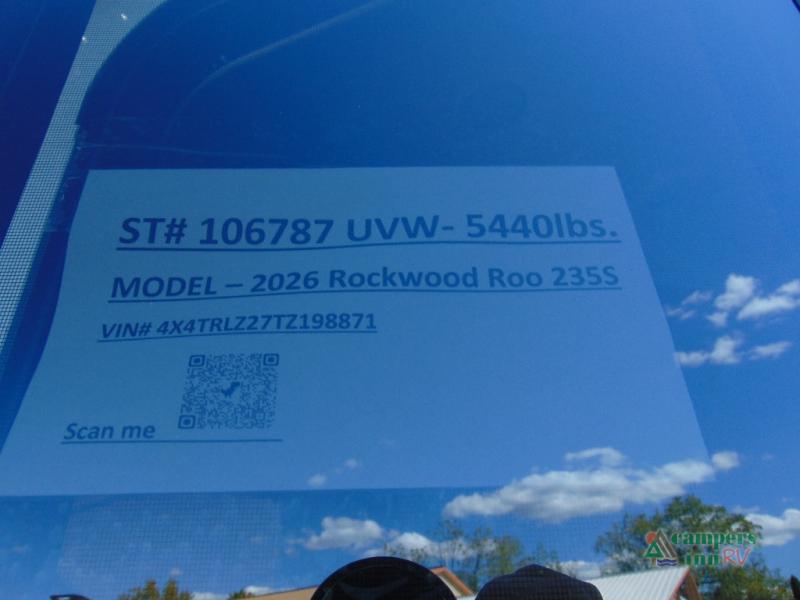 ST# 106787 UVW- 5440lbs.
MODEL – 2026 Rockwood Roo 235S
VIN# 4X4TRLZ27TZ198871
Scan me
campers
inn RV